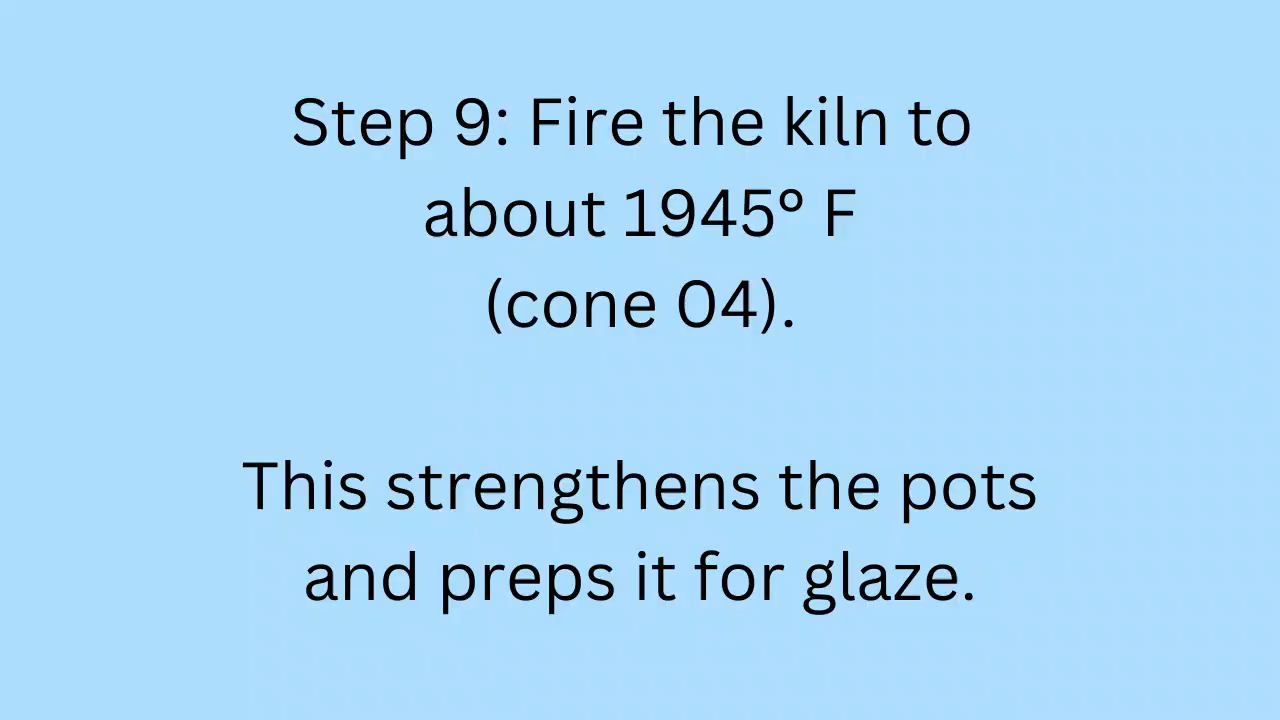 Step 9: Fire the kiln to
about 1945° F
(cone 04).
This strengthens the pots
and preps it for glaze.